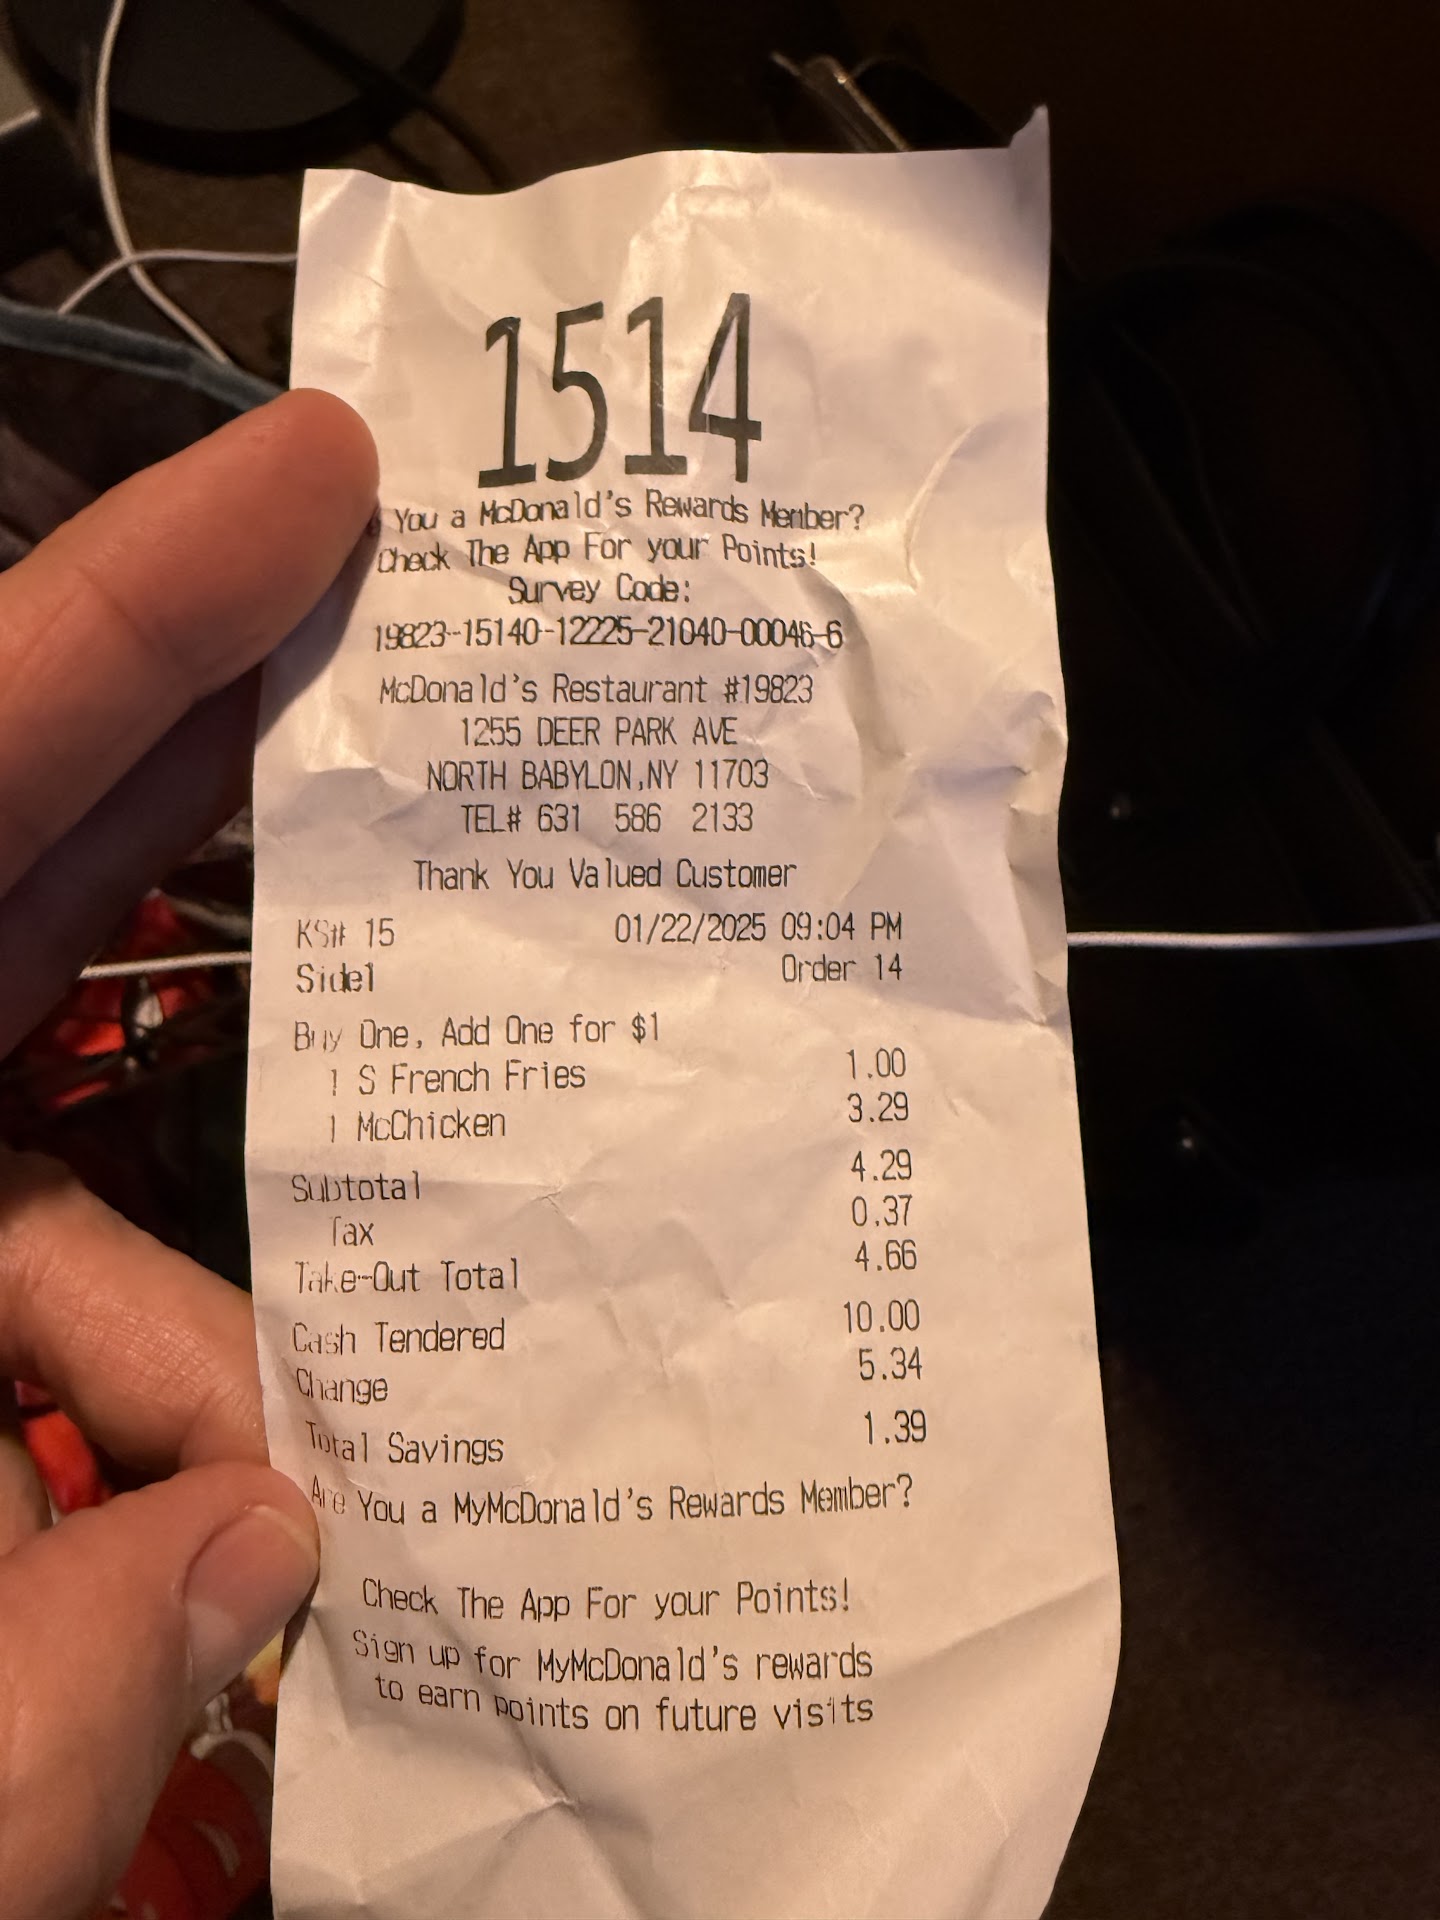 1514
You a McDonald's Rewards Member?
Check The App For your Points!
Survey Code:
19823-15140-12225-21040-00046-6
McDonald's Restaurant #19823
1255 DEER PARK AVE
NORTH BABYLON,NY 11703
TEL# 631 586 2133
Thank You Valued Customer
KS# 15 01/22/2025 09:04 PM
Side1 Order 14
Buy One, Add One for $1
1 S French Fries 1.00
1 McChicken 3.29
Subtotal 4.29
Tax 0.37
Take-Out Total 4.66
Cash Tendered 10.00
Change 5.34
Total Savings 1.39
Are You a MyMcDonald's Rewards Member?
Check The App For your Points!
Sign up for MyMcDonald's rewards
to earn points on future visits